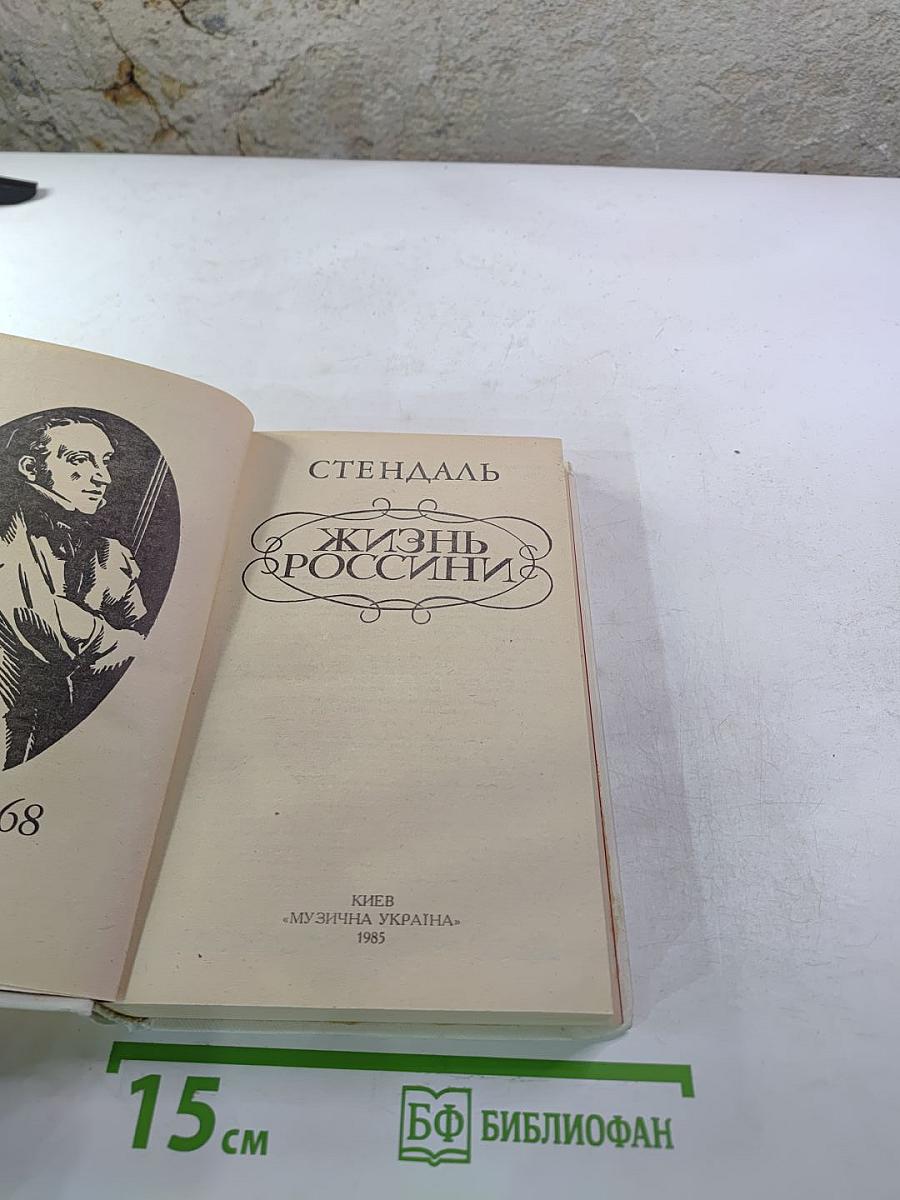 СТЕНДАЛЬ
ЖИЗНЬ
РОССИНИ
68
КИЕВ
«МУЗИЧНА УКРАЇНА»
1985
15 см
БФ БИБЛИОФАН